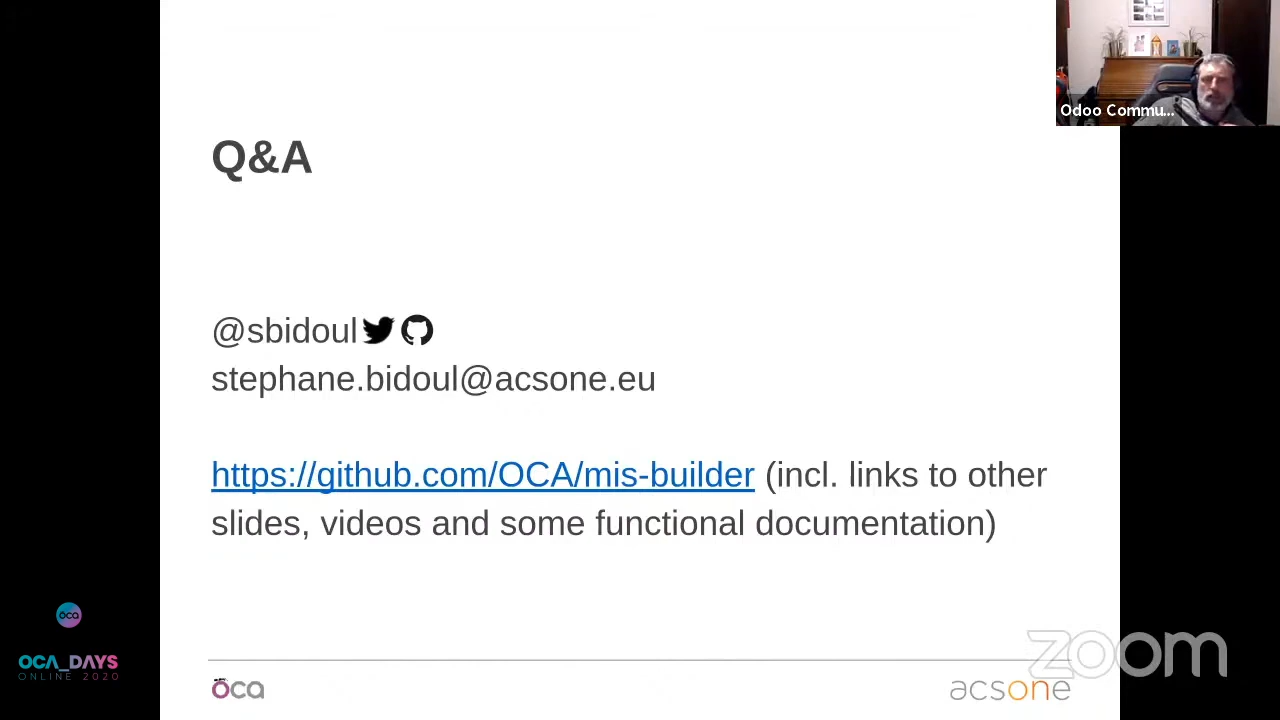 Odoo Commu...
Q&A
@sbidoul
stephane.bidoul@acsone.eu
https://github.com/OCA/mis-builder (incl. links to other
slides, videos and some functional documentation)
oca
OCA_DAYS
ONLINE 2020
oca
zoom
acsone